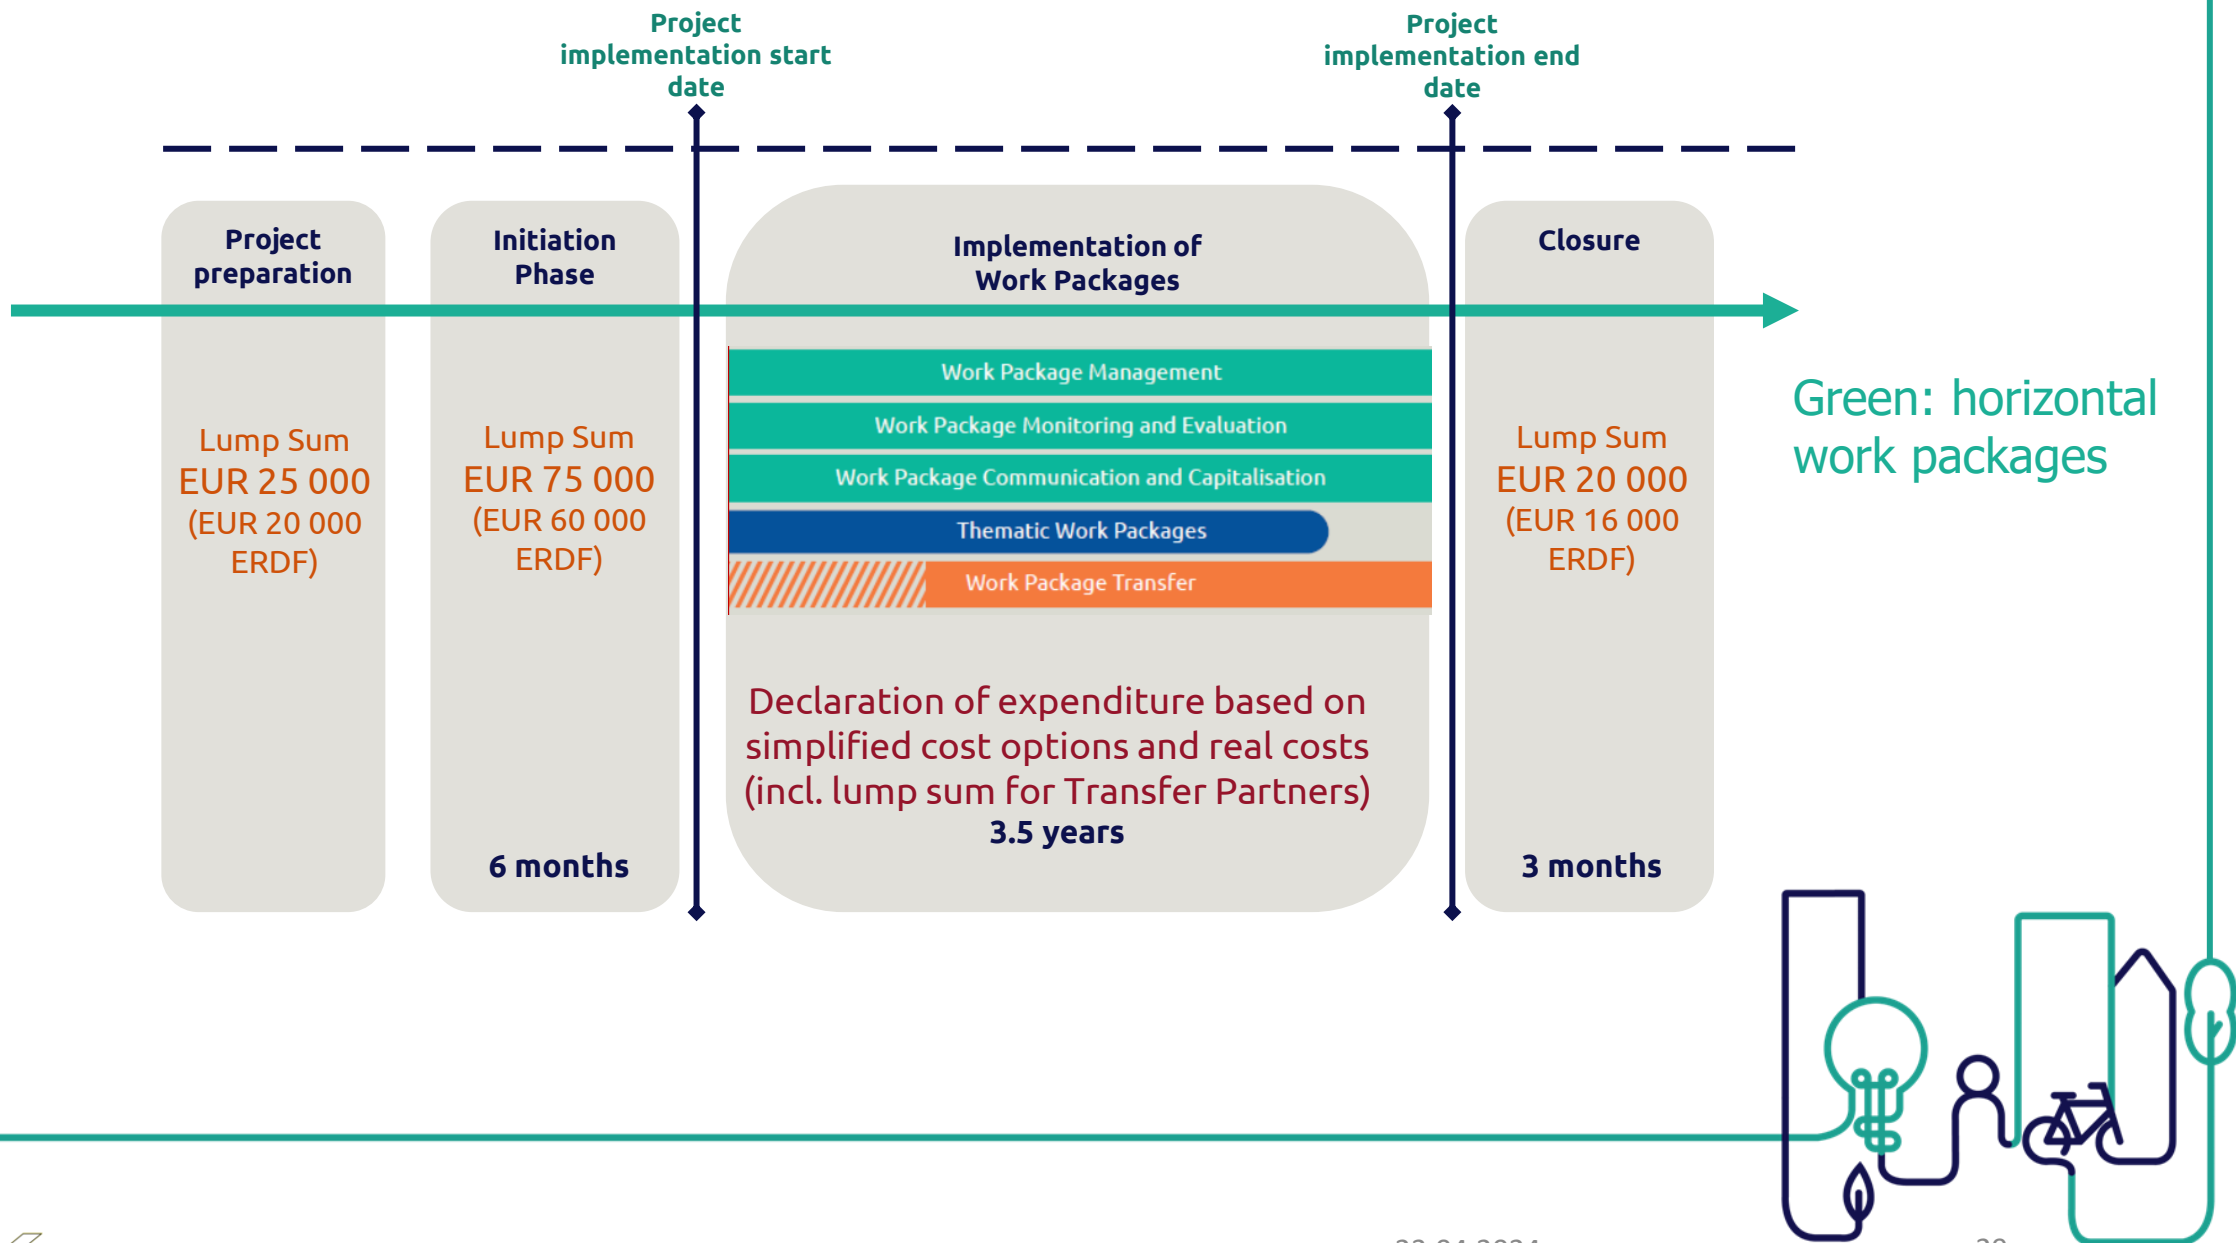 Project
implementation start
date
Project
implementation end
date
Project
preparation
Initiation
Phase
Implementation of
Work Packages
Closure
Work Package Management
Work Package Monitoring and Evaluation
Work Package Communication and Capitalisation
Thematic Work Packages
Work Package Transfer
Lump Sum
EUR 25 000
(EUR 20 000
ERDF)
Lump Sum
EUR 75 000
(EUR 60 000
ERDF)
Lump Sum
EUR 20 000
(EUR 16 000
ERDF)
Green: horizontal
work packages
Declaration of expenditure based on
simplified cost options and real costs
(incl. lump sum for Transfer Partners)
3.5 years
6 months
3 months